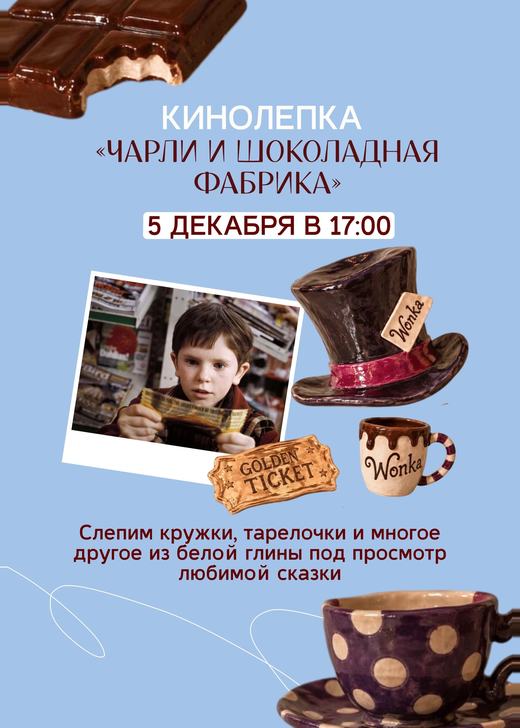 КИНОЛЕПКА
«ЧАРЛИ И ШОКОЛАДНАЯ
ФАБРИКА»
5 ДЕКАБРЯ В 17:00
Wonka
GOLDEN
TICKET
Wonka
Слепим кружки, тарелочки и многое
другое из белой глины под просмотр
любимой сказки